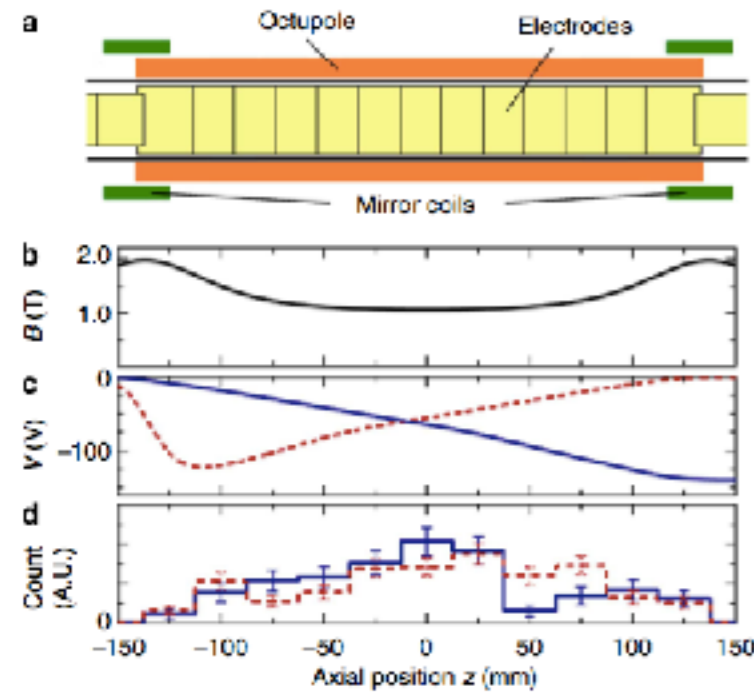 a
Octupole
Electrodes
Mirror coils
b
2.0
1.0
B (T)
c
0
−100
V (V)
d
Count
(A.U.)
0
−150 −100 −50 0 50 100 150
Axial position z (mm)